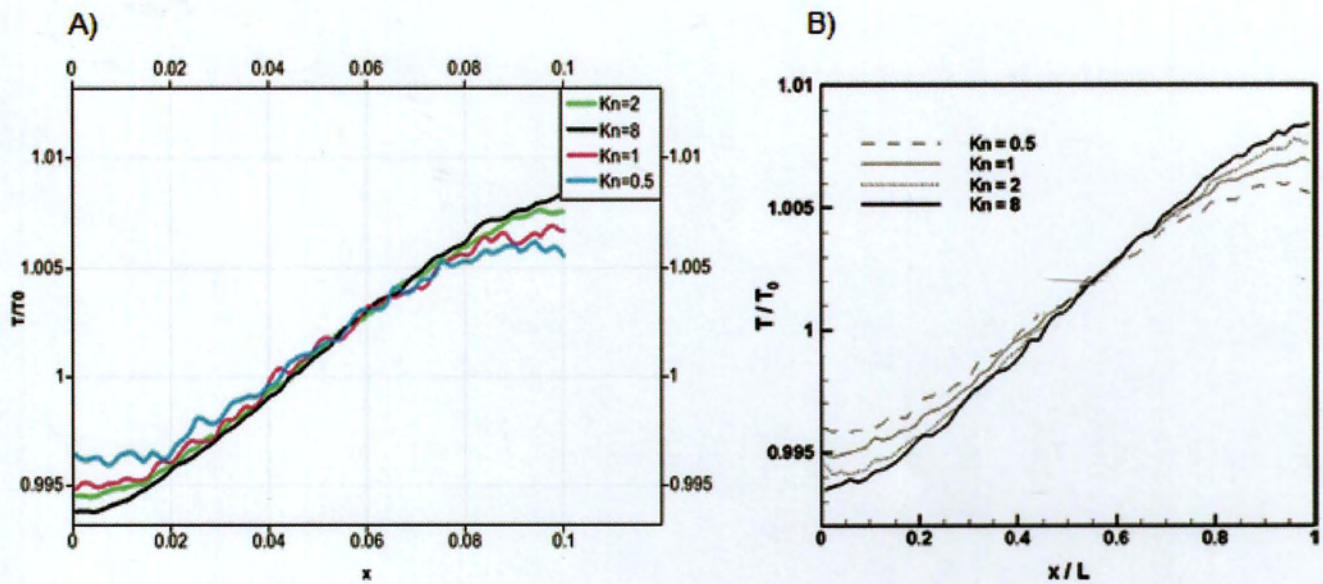 A)
0 0.02 0.04 0.06 0.08 0.1
Kn=2
Kn=8
Kn=1
Kn=0.5
1.01
1.005
1
0.995
1.01
1.005
1
0.995
T/T0
0 0.02 0.04 0.06 0.08 0.1
x
B)
1.01
1.005
1
0.995
T / T₀
Kn = 0.5
Kn =1
Kn = 2
Kn = 8
0 0.2 0.4 0.6 0.8 1
x / L